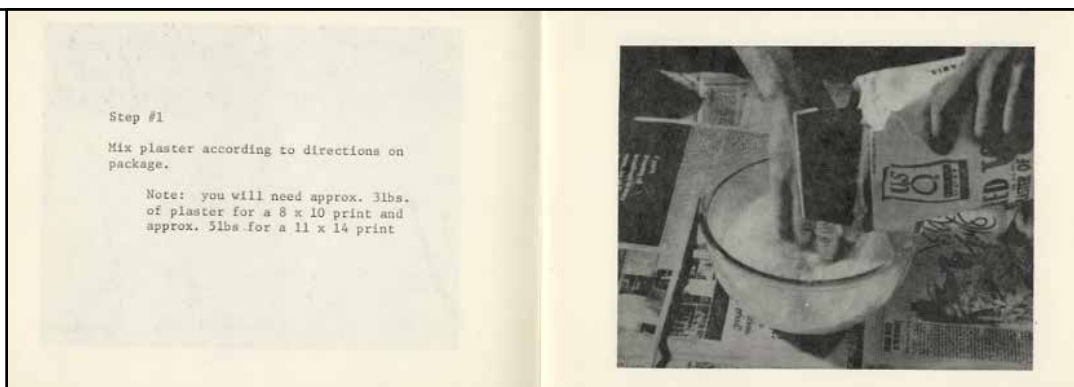 Step #1
Mix plaster according to directions on
package.
Note: you will need approx. 3lbs.
of plaster for a 8 x 10 print and
approx. 5lbs for a 11 x 14 print